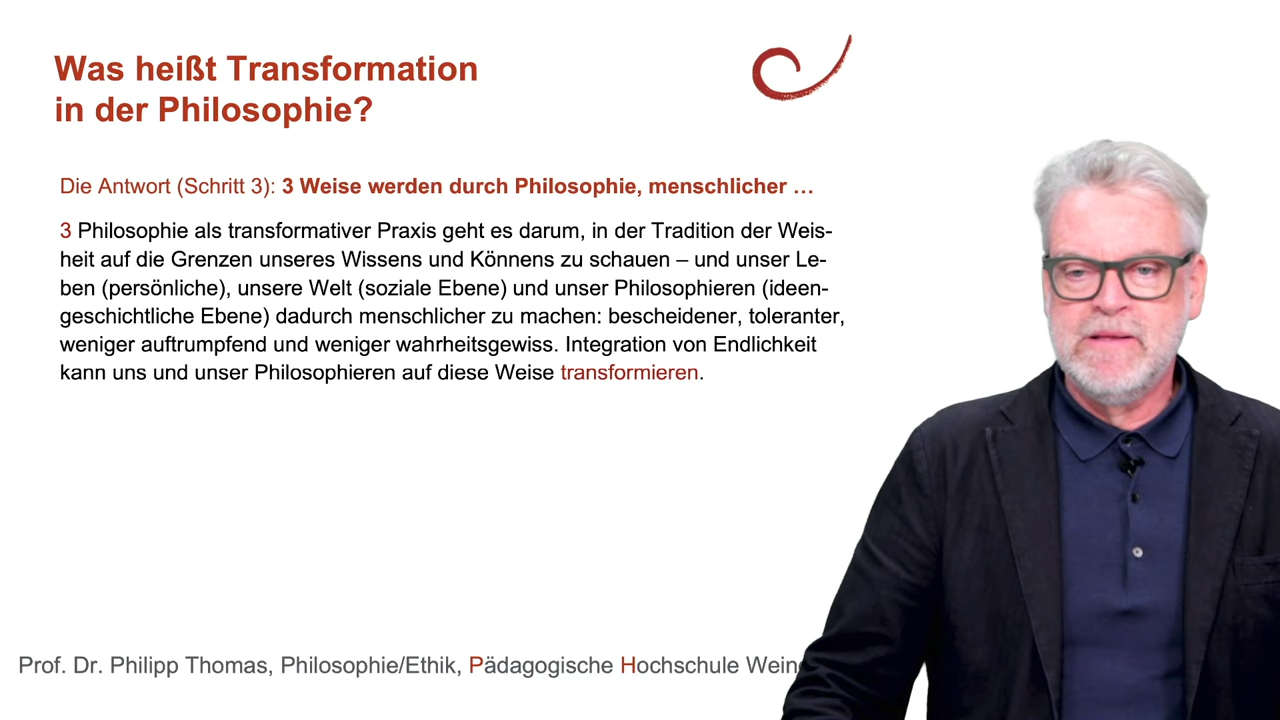 Was heißt Transformation
in der Philosophie?
Die Antwort (Schritt 3): 3 Weise werden durch Philosophie, menschlicher …
3 Philosophie als transformativer Praxis geht es darum, in der Tradition der Weis-
heit auf die Grenzen unseres Wissens und Könnens zu schauen – und unser Le-
ben (persönliche), unsere Welt (soziale Ebene) und unser Philosophieren (ideen-
geschichtliche Ebene) dadurch menschlicher zu machen: bescheidener, toleranter,
weniger auftrumpfend und weniger wahrheitsgewiss. Integration von Endlichkeit
kann uns und unser Philosophieren auf diese Weise transformieren.
Prof. Dr. Philipp Thomas, Philosophie/Ethik, Pädagogische Hochschule